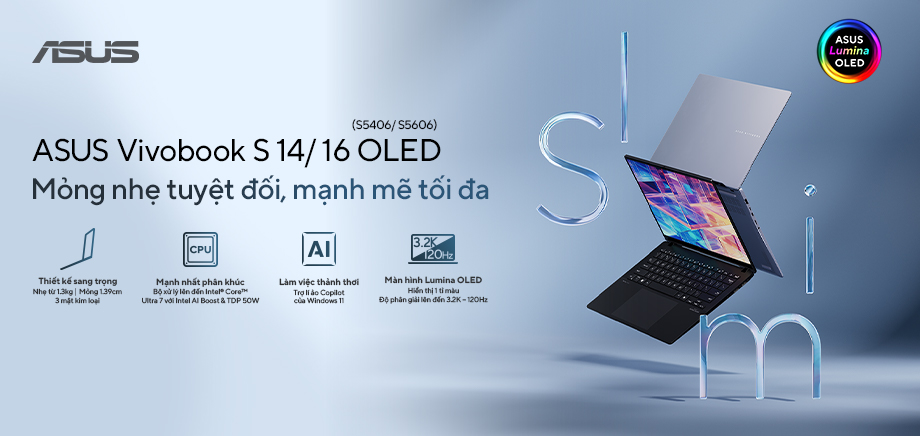 ASUS
ASUS
Lumina
OLED
(S5406/ S5606)
ASUS Vivobook S 14/ 16 OLED
Mỏng nhẹ tuyệt đối, mạnh mẽ tối đa
CPU
AI
3.2K
120Hz
Thiết kế sang trọng
Nhẹ từ 1.3kg | Mỏng 1.39cm
3 mặt kim loại
Mạnh nhất phân khúc
Bộ xử lý lên đến Intel® Core™
Ultra 7 với Intel AI Boost & TDP 50W
Làm việc thảnh thơi
Trợ lí ảo Copilot
của Windows 11
Màn hình Lumina OLED
Hiển thị 1 tỉ màu
Độ phân giải lên đến 3.2K – 120Hz
slim